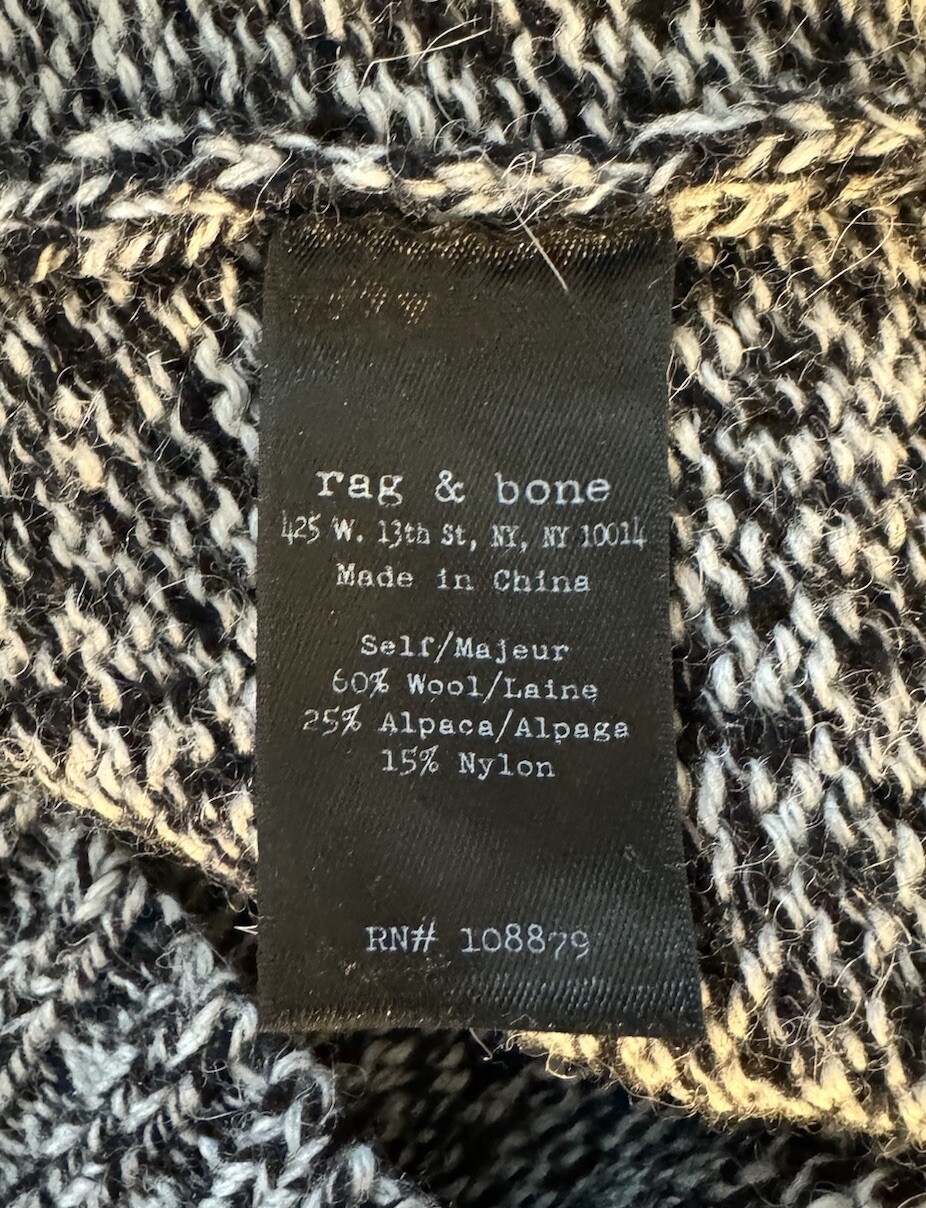 rag & bone
425 W. 13th St, NY, NY 10014
Made in China
Self/Majeur
60% Wool/Laine
25% Alpaca/Alpaga
15% Nylon
RN# 108879